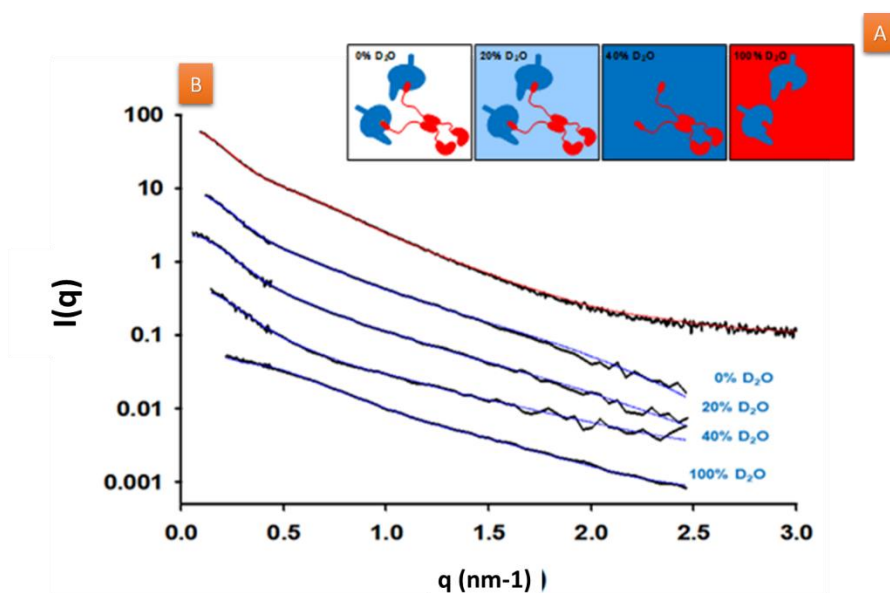 A
0% D₂O
20% D₂O
40% D₂O
100% D₂O
B
100
10
1
0.1
0.01
0.001
I(q)
0% D₂O
20% D₂O
40% D₂O
100% D₂O
0.0 0.5 1.0 1.5 2.0 2.5 3.0
q (nm-1) )